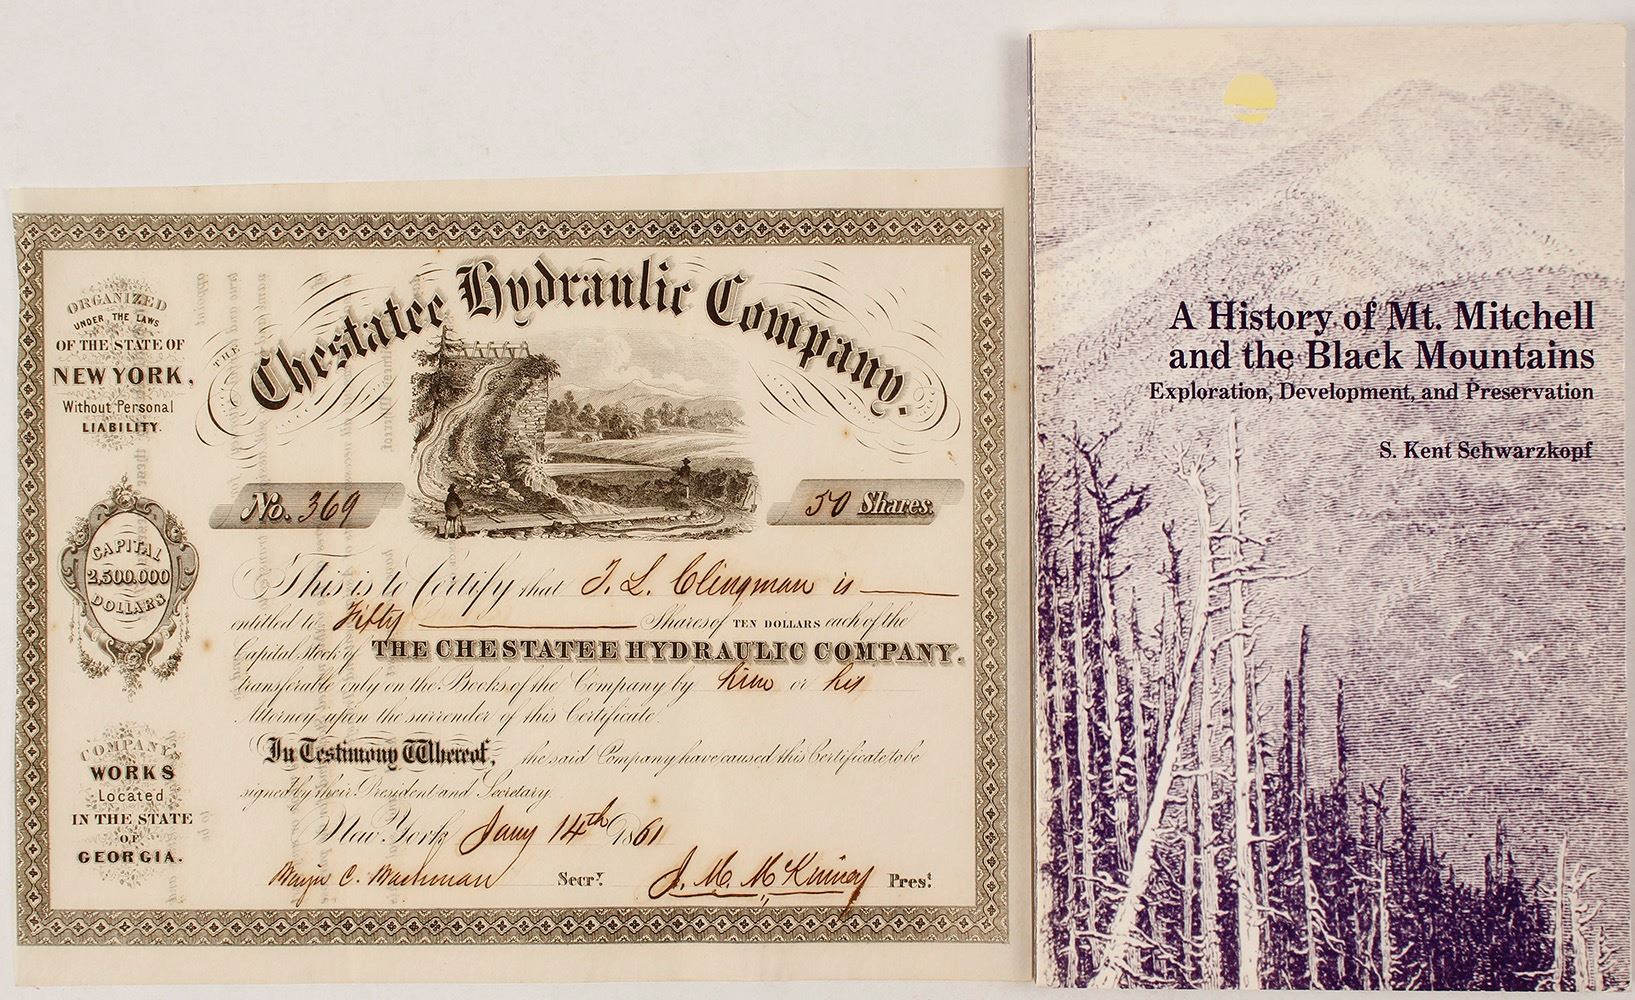 ORGANIZED
UNDER THE LAWS
OF THE STATE OF
NEW YORK,
Without Personal
LIABILITY.
CAPITAL
2,500,000
DOLLARS
COMPANY'S
WORKS
Located
IN THE STATE
OF
GEORGIA.
THE
Chestatee Hydraulic Company.
No. 369
50 Shares.
This is to Certify that T. L. Clingman is
entitled to Fifty Shares of TEN DOLLARS each of the
Capital stock of THE CHESTATEE HYDRAULIC COMPANY.
transferable only on the Books of the Company by him or his
Attorney upon the surrender of this Certificate.
In Testimony Whereof, the said Company have caused this Certificate to be
signed by their President and Secretary.
New York Jany 14th 1861
C. Secry. J. M. McKinney Prest.
A History of Mt. Mitchell
and the Black Mountains
Exploration, Development, and Preservation
S. Kent Schwarzkopf